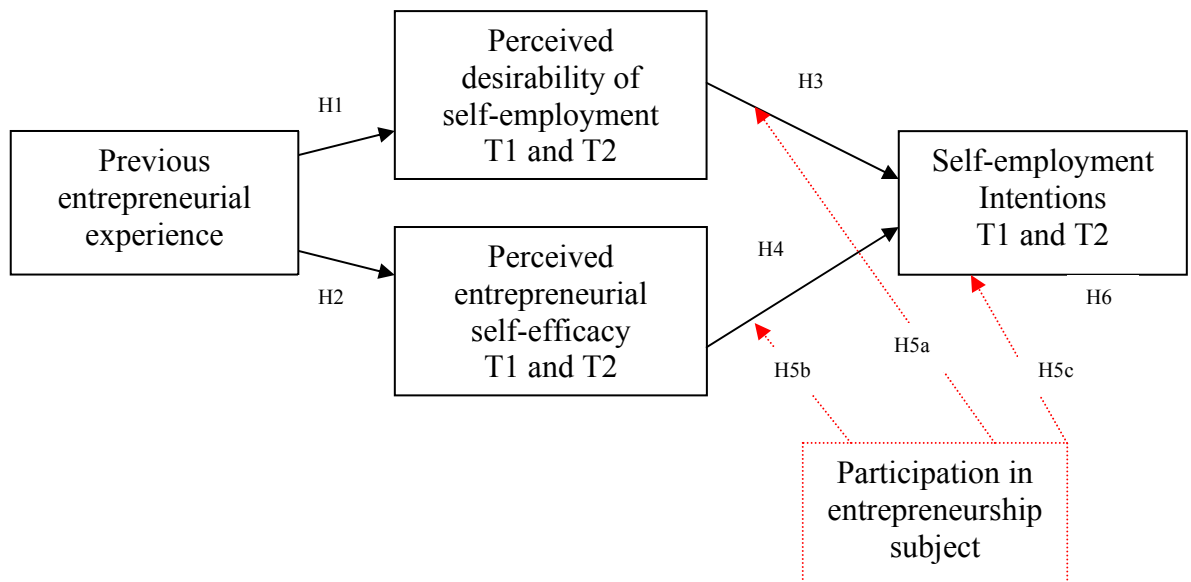 Perceived
desirability of
self-employment
T1 and T2
H3
H1
Previous
entrepreneurial
experience
Self-employment
Intentions
T1 and T2
H2
Perceived
entrepreneurial
self-efficacy
T1 and T2
H4
H6
H5a
H5b
H5c
Participation in
entrepreneurship
subject